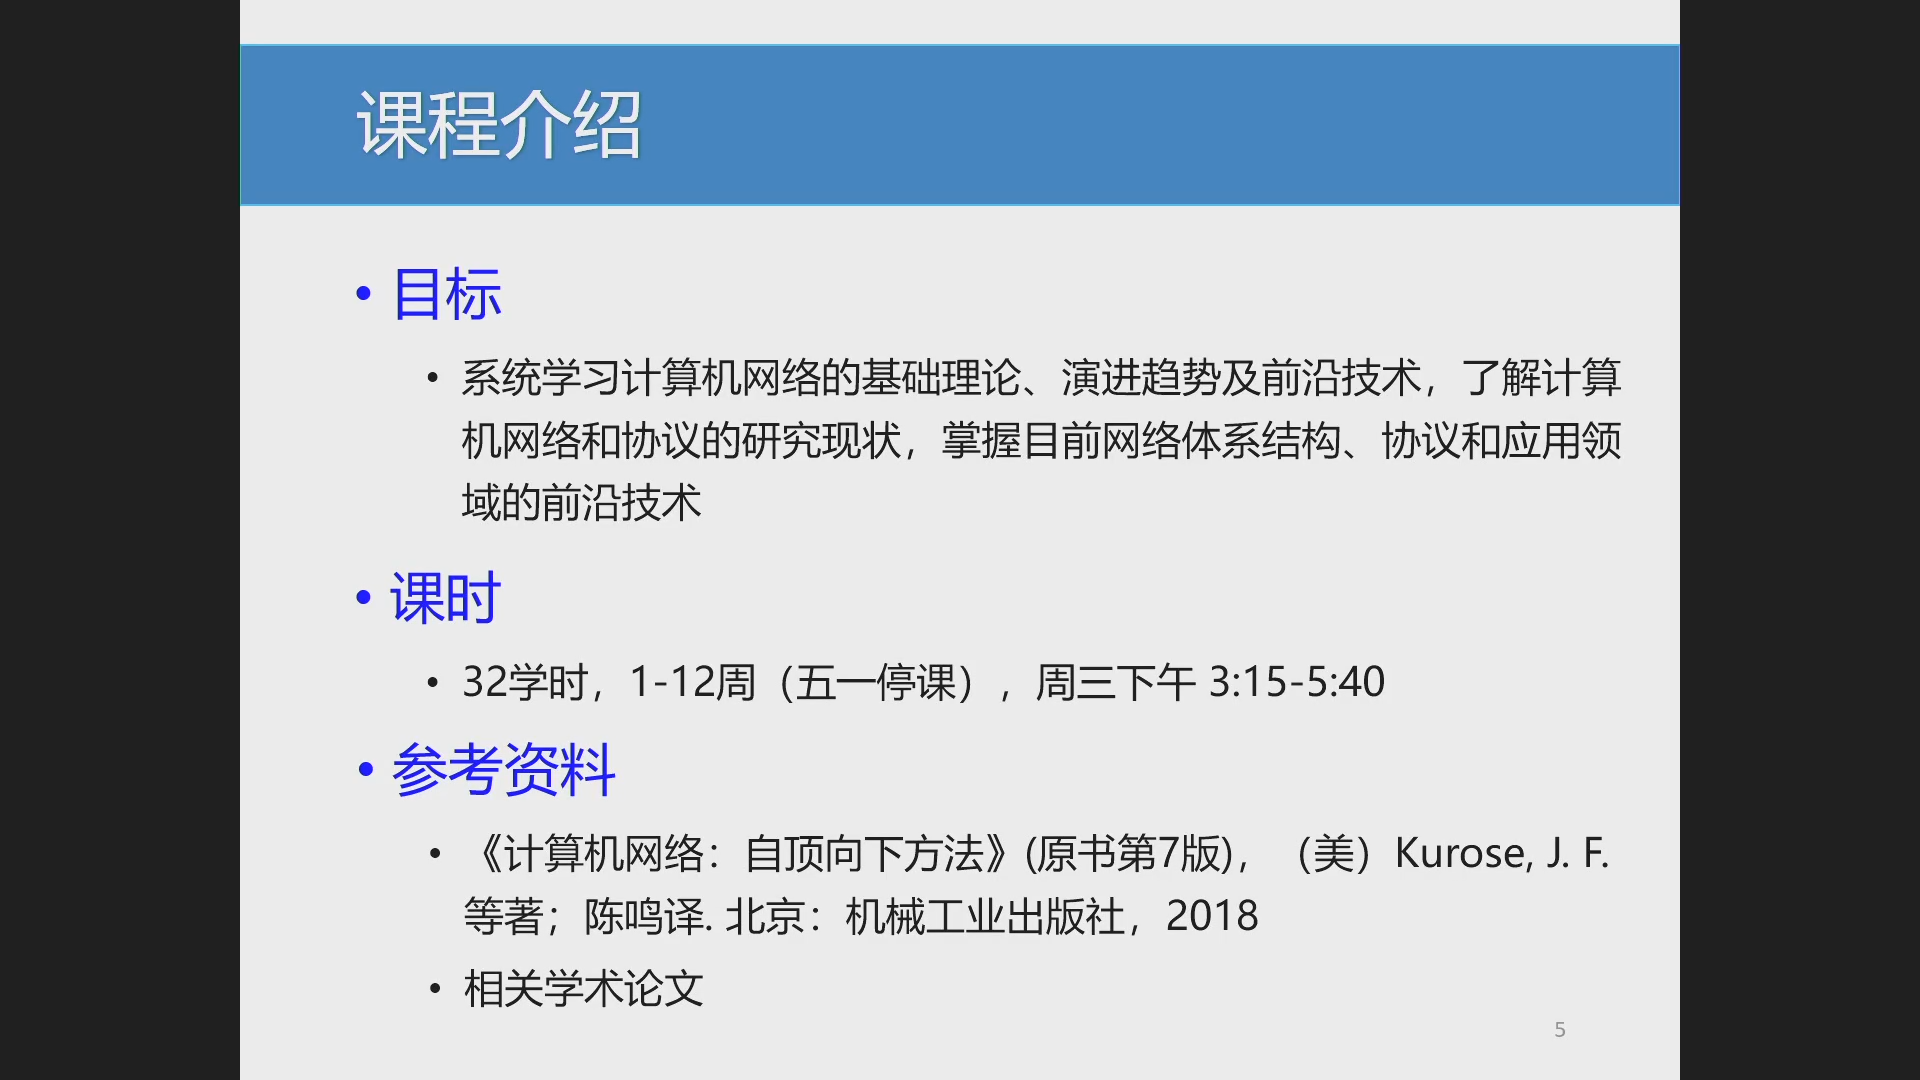 课程介绍
• 目标
• 系统学习计算机网络的基础理论、演进趋势及前沿技术，了解计算
机网络和协议的研究现状，掌握目前网络体系结构、协议和应用领
域的前沿技术
• 课时
• 32学时，1-12周（五一停课），周三下午 3:15-5:40
• 参考资料
• 《计算机网络：自顶向下方法》(原书第7版)，（美）Kurose, J. F.
等著；陈鸣译. 北京：机械工业出版社，2018
• 相关学术论文
5